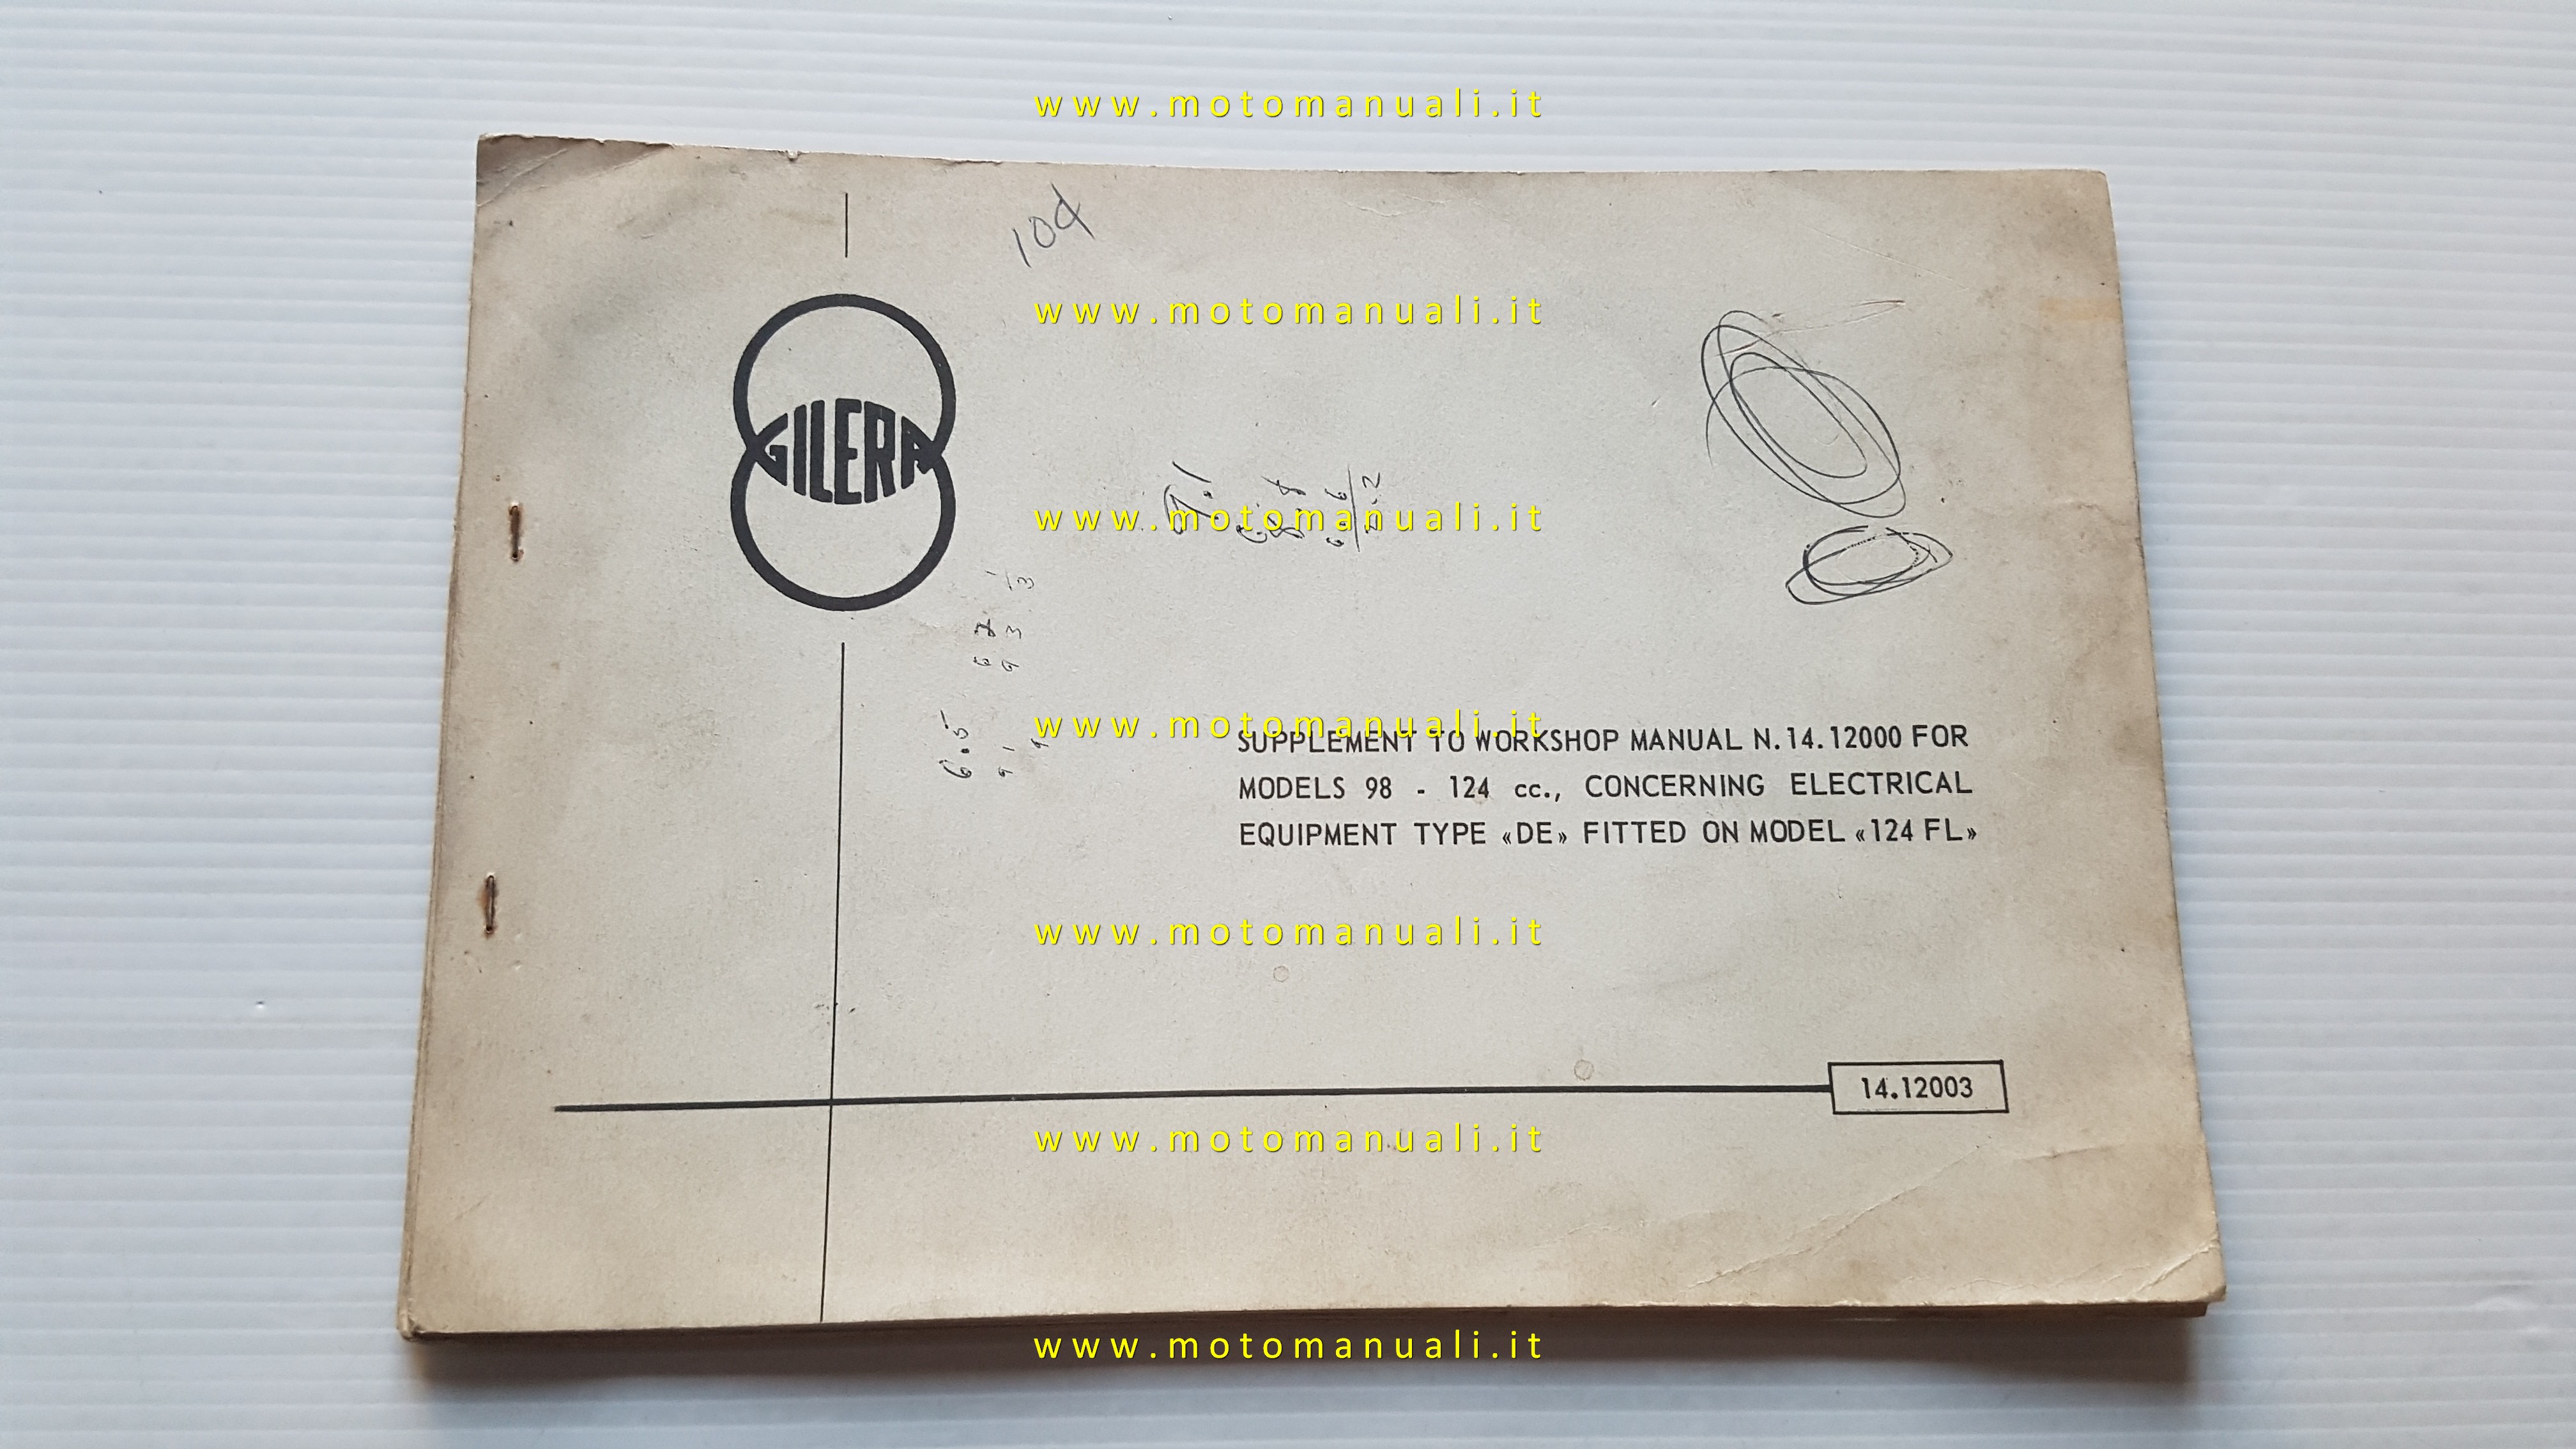 www.motomanuali.it
104
www.motomanuali.it
GILERA
www.motomanuali.it
6.5
www.motomanuali.it
SUPPLEMENT TO WORKSHOP MANUAL N.14.12000 FOR
MODELS 98 - 124 cc., CONCERNING ELECTRICAL
EQUIPMENT TYPE «DE» FITTED ON MODEL «124 FL»
www.motomanuali.it
14.12003
www.motomanuali.it
www.motomanuali.it